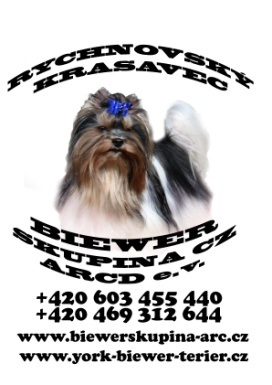 RYCHNOVSKÝ
KRASAVEC
BIEWER
SKUPINA CZ
ARCD e.v.
+420 603 455 440
+420 469 312 644
www.biewerskupina-arc.cz
www.york-biewer-terier.cz